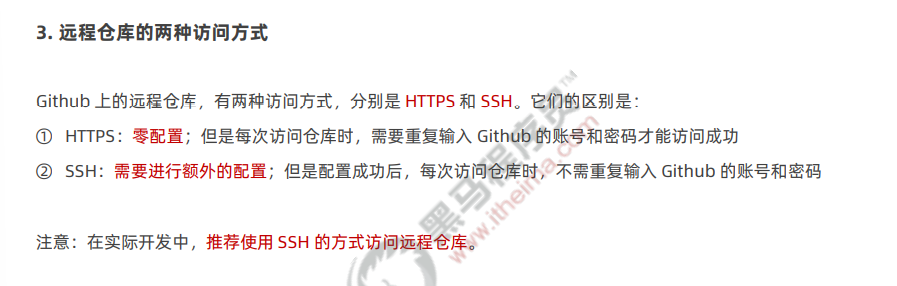 3. 远程仓库的两种访问方式
Github 上的远程仓库，有两种访问方式，分别是 HTTPS 和 SSH。它们的区别是：
① HTTPS：零配置；但是每次访问仓库时，需要重复输入 Github 的账号和密码才能访问成功
② SSH：需要进行额外的配置；但是配置成功后，每次访问仓库时，不需重复输入 Github 的账号和密码
注意：在实际开发中，推荐使用 SSH 的方式访问远程仓库。
黑马程序员™
www.itheima.com